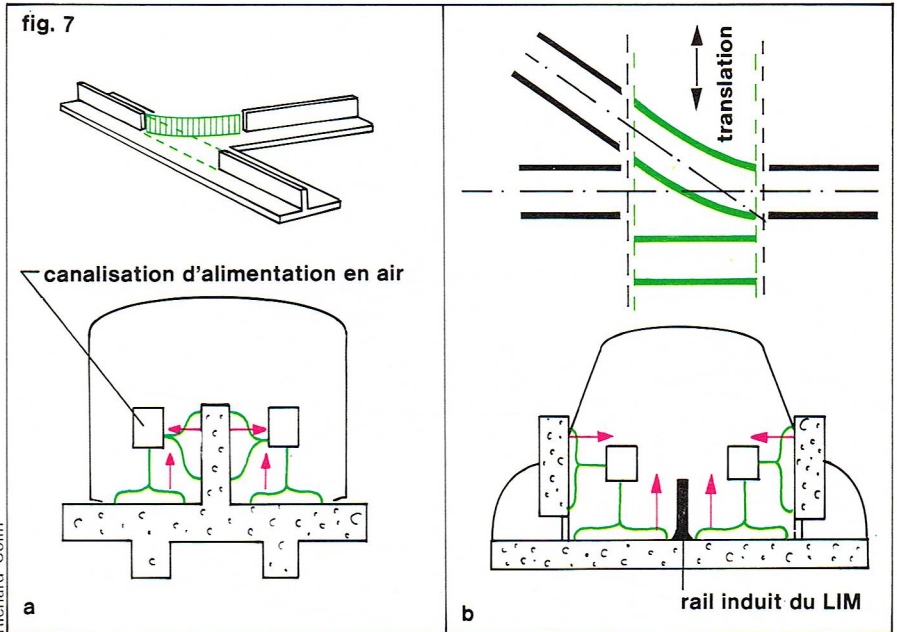 fig. 7
translation
canalisation d'alimentation en air
rail induit du LIM
a
b